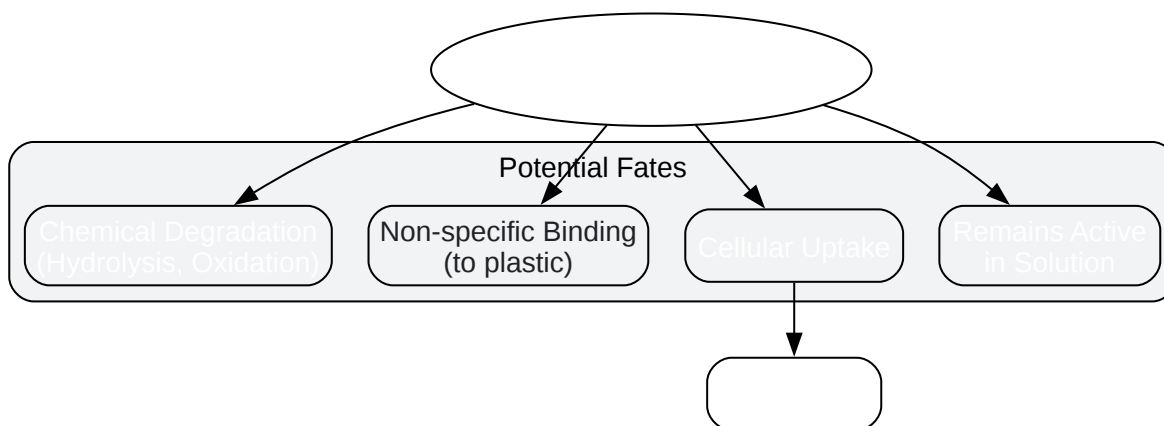 Potential Fates
Chemical Degradation
(Hydrolysis, Oxidation)
Non-specific Binding
(to plastic)
Cellular Uptake
Remains Active
in Solution